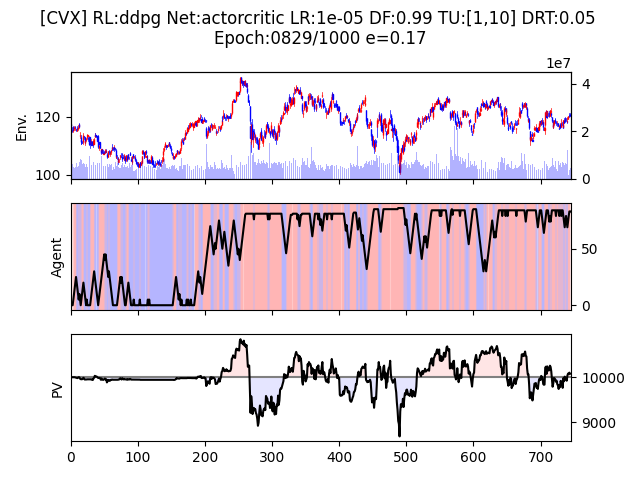 [CVX] RL:ddpg Net:actorcritic LR:1e-05 DF:0.99 TU:[1,10] DRT:0.05
Epoch:0829/1000 e=0.17
1e7
Env.
120
100
4
2
0
Agent
50
0
PV
10000
9000
0 100 200 300 400 500 600 700